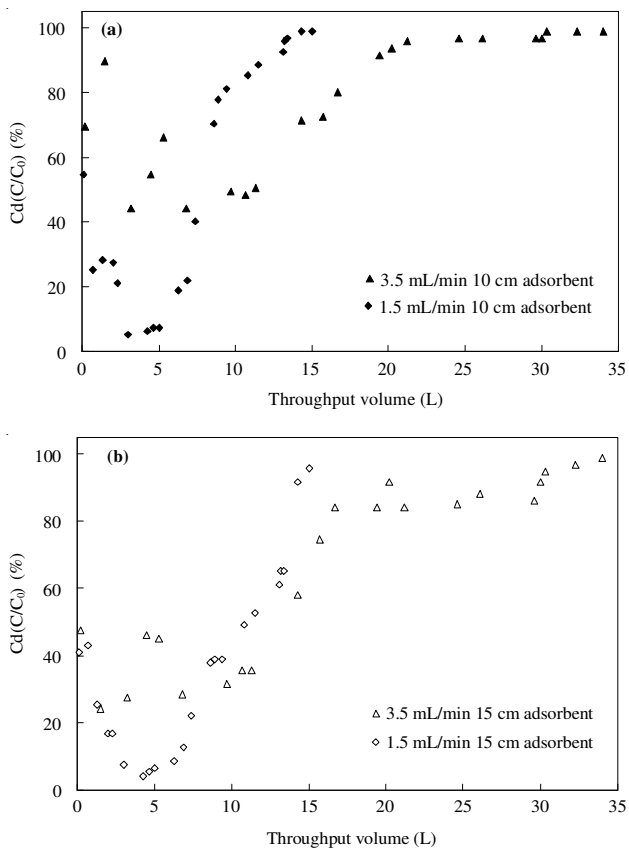 (a)
100
80
60
40
20
0
Cd(C/C₀) (%)
▲ 3.5 mL/min 10 cm adsorbent
◆ 1.5 mL/min 10 cm adsorbent
0 5 10 15 20 25 30 35
Throughput volume (L)
(b)
100
80
60
40
20
0
Cd(C/C₀) (%)
△ 3.5 mL/min 15 cm adsorbent
◇ 1.5 mL/min 15 cm adsorbent
0 5 10 15 20 25 30 35
Throughput volume (L)